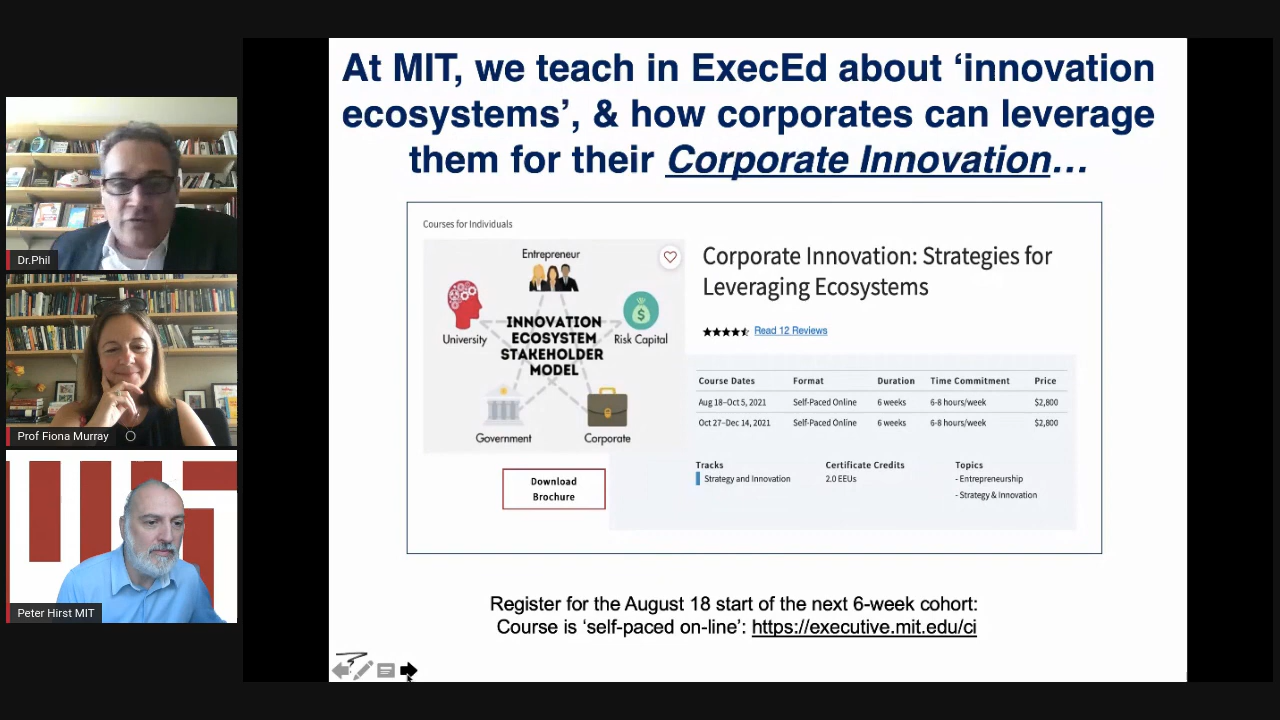 At MIT, we teach in ExecEd about ‘innovation
ecosystems’, & how corporates can leverage
them for their Corporate Innovation...
Courses for Individuals
Entrepreneur
University
Risk Capital
INNOVATION
ECOSYSTEM
STAKEHOLDER
MODEL
Government
Corporate
Download
Brochure
Corporate Innovation: Strategies for
Leveraging Ecosystems
Read 12 Reviews
Course Dates Format Duration Time Commitment Price
Aug 18–Oct 5, 2021 Self-Paced Online 6 weeks 6-8 hours/week $2,800
Oct 27–Dec 14, 2021 Self-Paced Online 6 weeks 6-8 hours/week $2,800
Tracks Certificate Credits Topics
Strategy and Innovation 2.0 EEUs - Entrepreneurship
- Strategy & Innovation
Register for the August 18 start of the next 6-week cohort:
Course is ‘self-paced on-line’: https://executive.mit.edu/ci
Dr.Phil
Prof Fiona Murray
Peter Hirst MIT